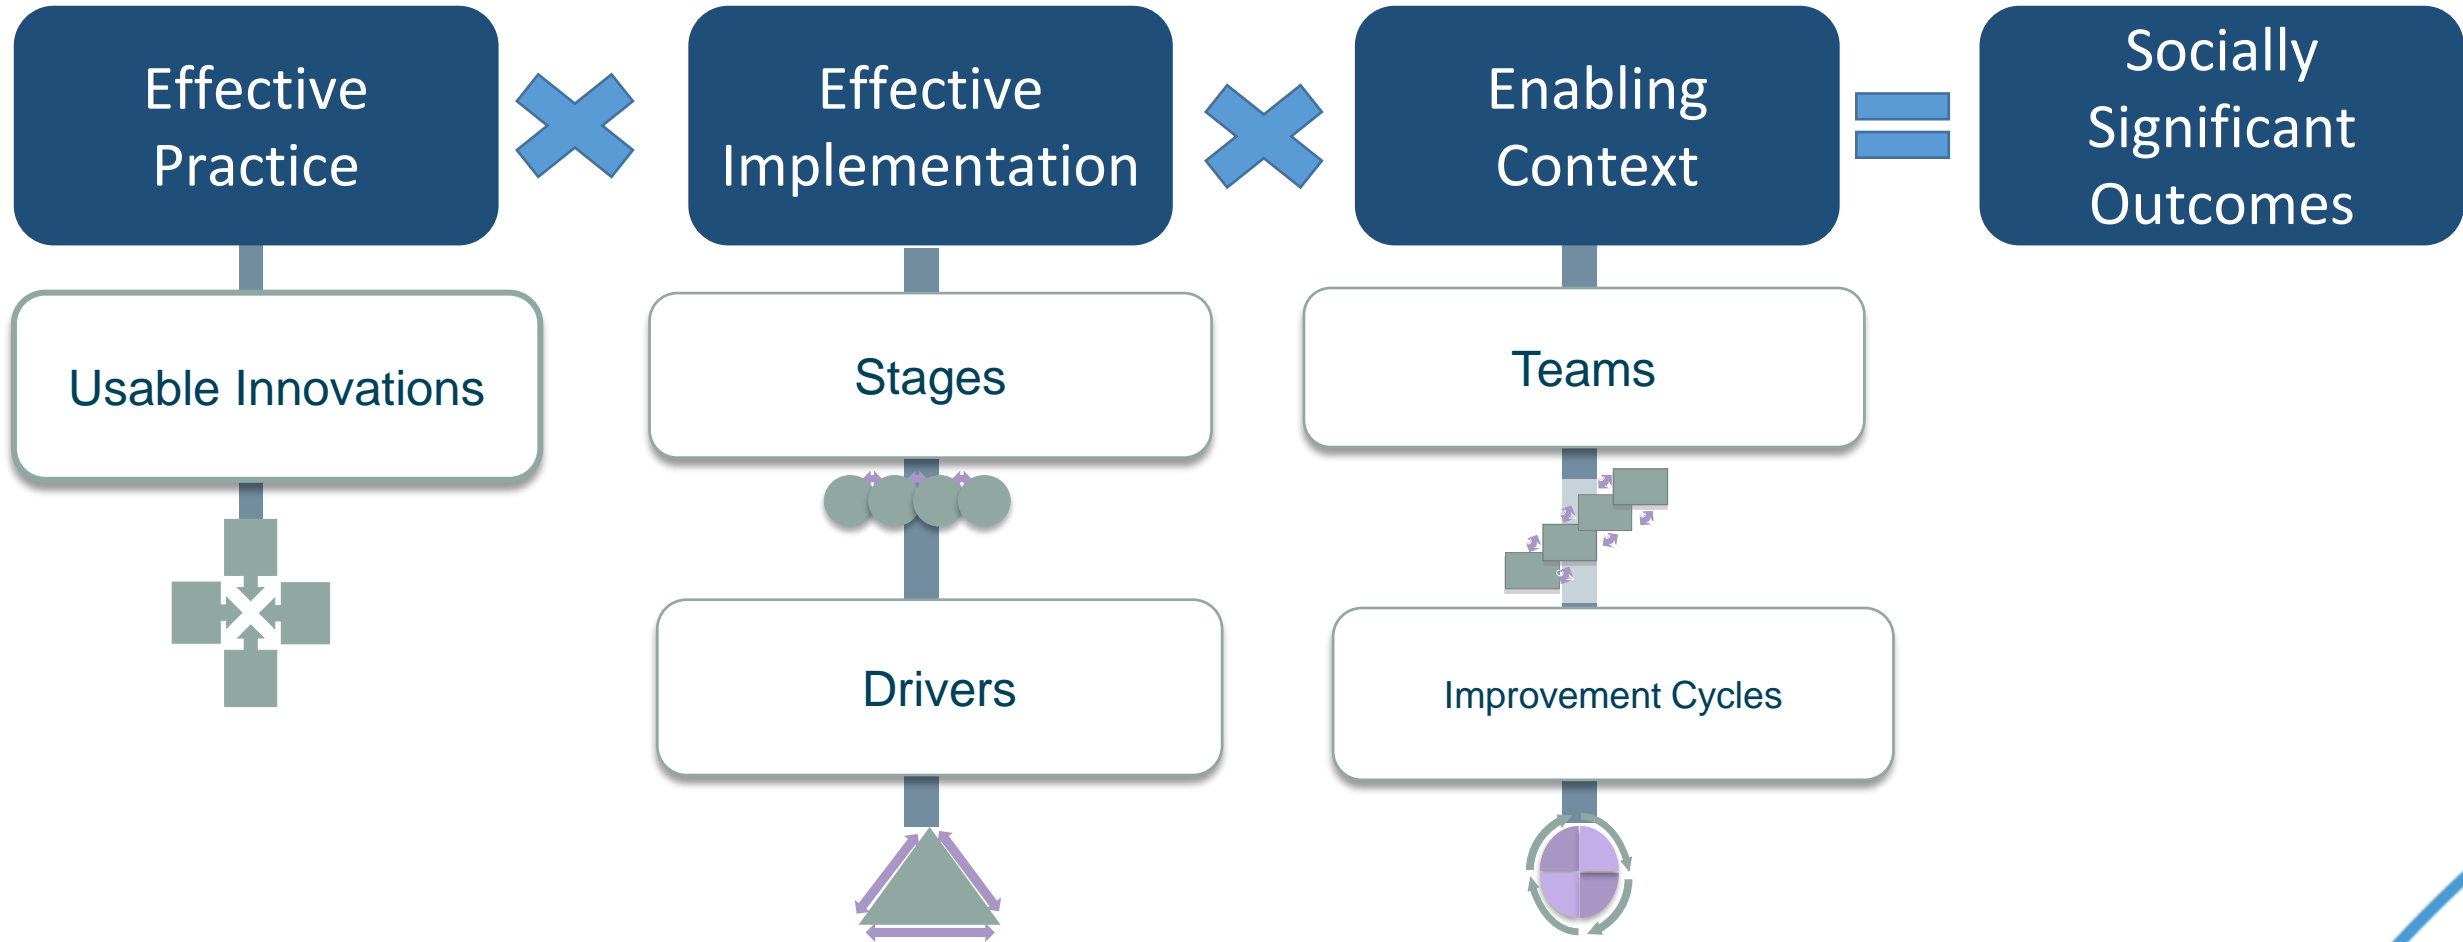 Effective
Practice
Effective
Implementation
Enabling
Context
Socially
Significant
Outcomes
Usable Innovations
Stages
Teams
Drivers
Improvement Cycles